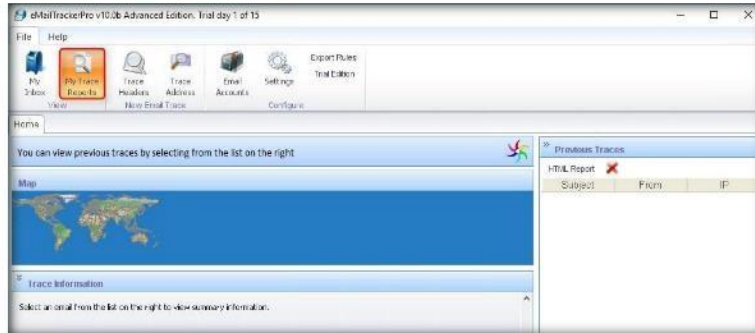 eMailTrackerPro v10.0b Advanced Edition. Trial day 1 of 15
File Help
My Inbox
My Trace Reports
Trace Headers
Trace Address
Email Accounts
Settings
Export Rules
Trial Edition
View
New Email Trace
Configure
Home
You can view previous traces by selecting from the list on the right
Previous Traces
HTML Report
Subject From IP
Map
Trace Information
Select an email from the list on the right to view summary information.